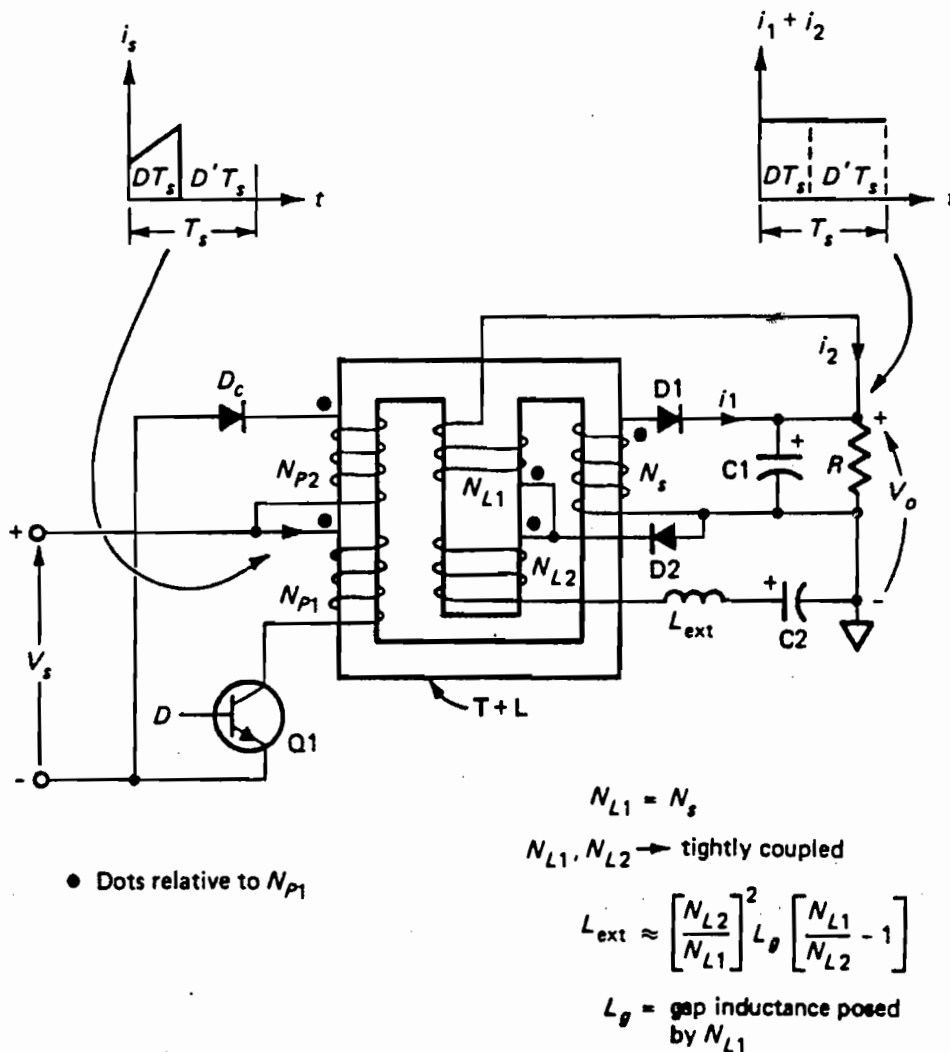 i_s
DT_s D'T_s
t
T_s
i_1 + i_2
DT_s D'T_s
t
T_s
i_2
D_c
D1 i_1
+
+
C1
R
V_o
N_P2
N_L1
N_s
+
D2
N_L2
N_P1
+
-
L_ext
C2
V_s
T + L
D
Q1
-
N_L1 = N_s
N_L1, N_L2 → tightly coupled
● Dots relative to N_P1
L_ext ≈ [N_L2 / N_L1]^2 L_g [N_L1 / N_L2 - 1]
L_g = gap inductance posed
by N_L1